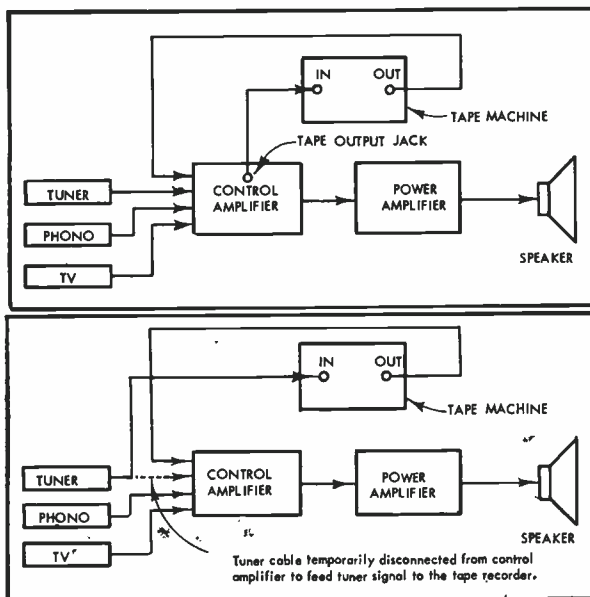 IN OUT
TAPE MACHINE
TAPE OUTPUT JACK
TUNER
PHONO
TV
CONTROL
AMPLIFIER
POWER
AMPLIFIER
SPEAKER
IN OUT
TAPE MACHINE
TUNER
PHONO
TV
CONTROL
AMPLIFIER
POWER
AMPLIFIER
SPEAKER
Tuner cable temporarily disconnected from control
amplifier to feed tuner signal to the tape recorder.